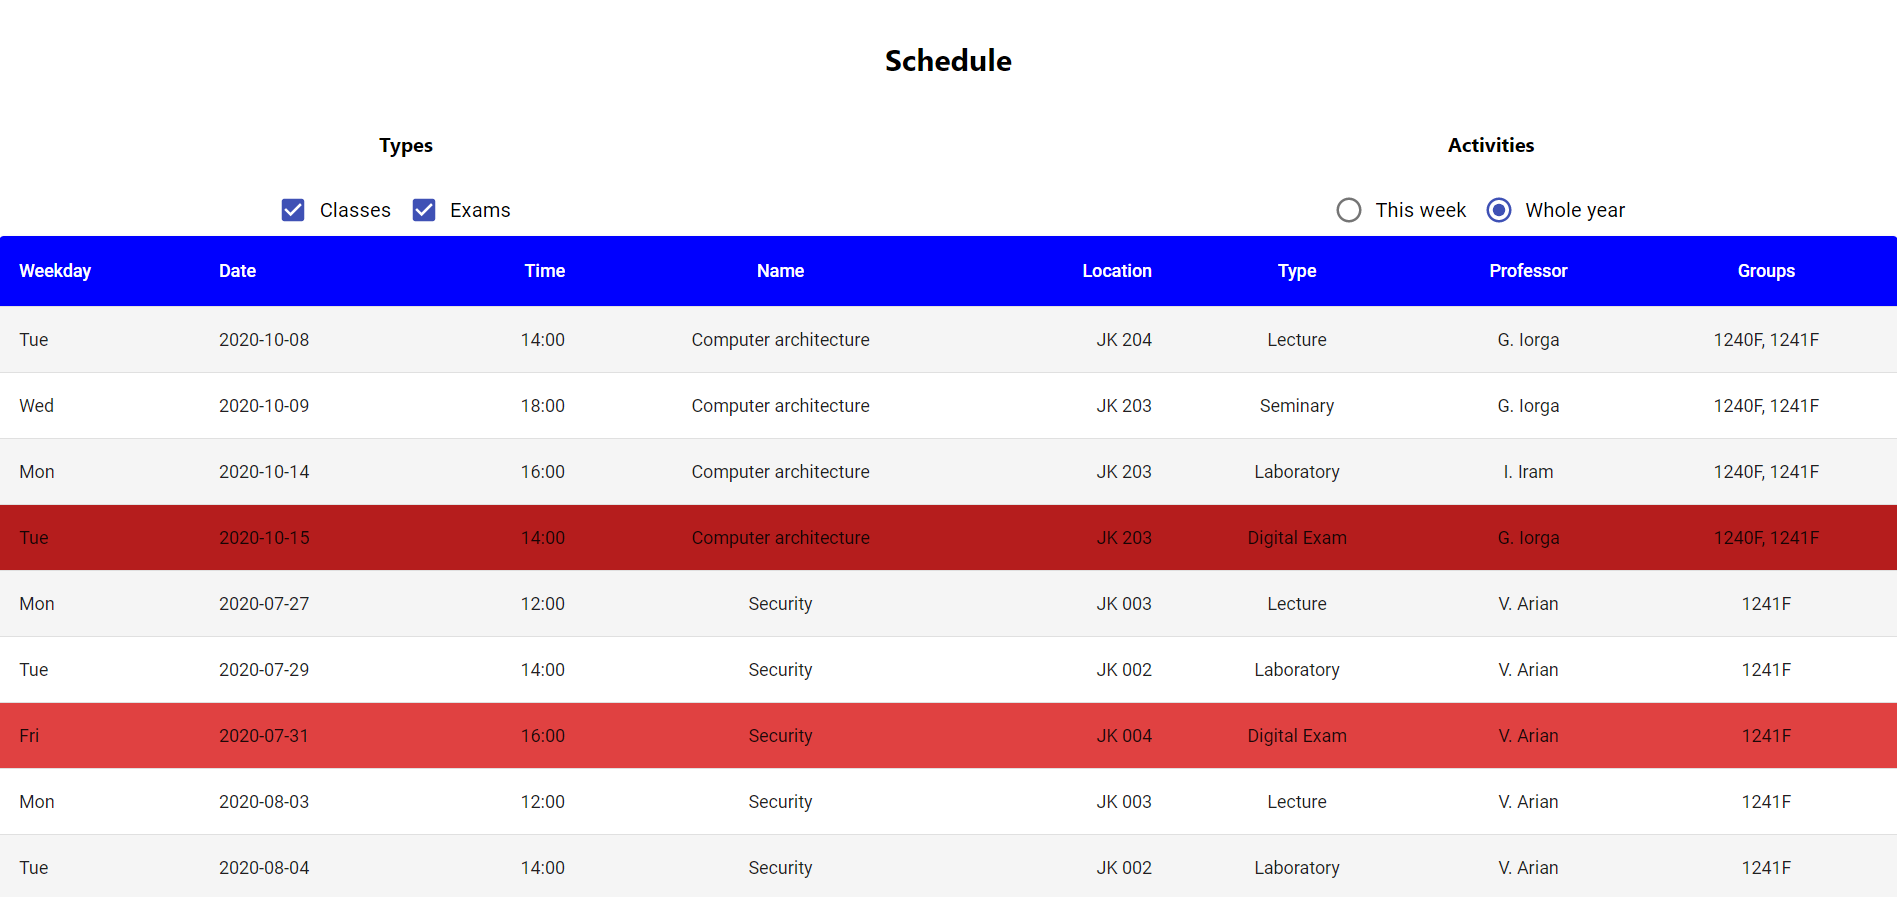 Schedule
Types Activities
Classes Exams This week Whole year
Weekday Date Time Name Location Type Professor Groups
Tue 2020-10-08 14:00 Computer architecture JK 204 Lecture G. Iorga 1240F, 1241F
Wed 2020-10-09 18:00 Computer architecture JK 203 Seminary G. Iorga 1240F, 1241F
Mon 2020-10-14 16:00 Computer architecture JK 203 Laboratory I. Iram 1240F, 1241F
Tue 2020-10-15 14:00 Computer architecture JK 203 Digital Exam G. Iorga 1240F, 1241F
Mon 2020-07-27 12:00 Security JK 003 Lecture V. Arian 1241F
Tue 2020-07-29 14:00 Security JK 002 Laboratory V. Arian 1241F
Fri 2020-07-31 16:00 Security JK 004 Digital Exam V. Arian 1241F
Mon 2020-08-03 12:00 Security JK 003 Lecture V. Arian 1241F
Tue 2020-08-04 14:00 Security JK 002 Laboratory V. Arian 1241F